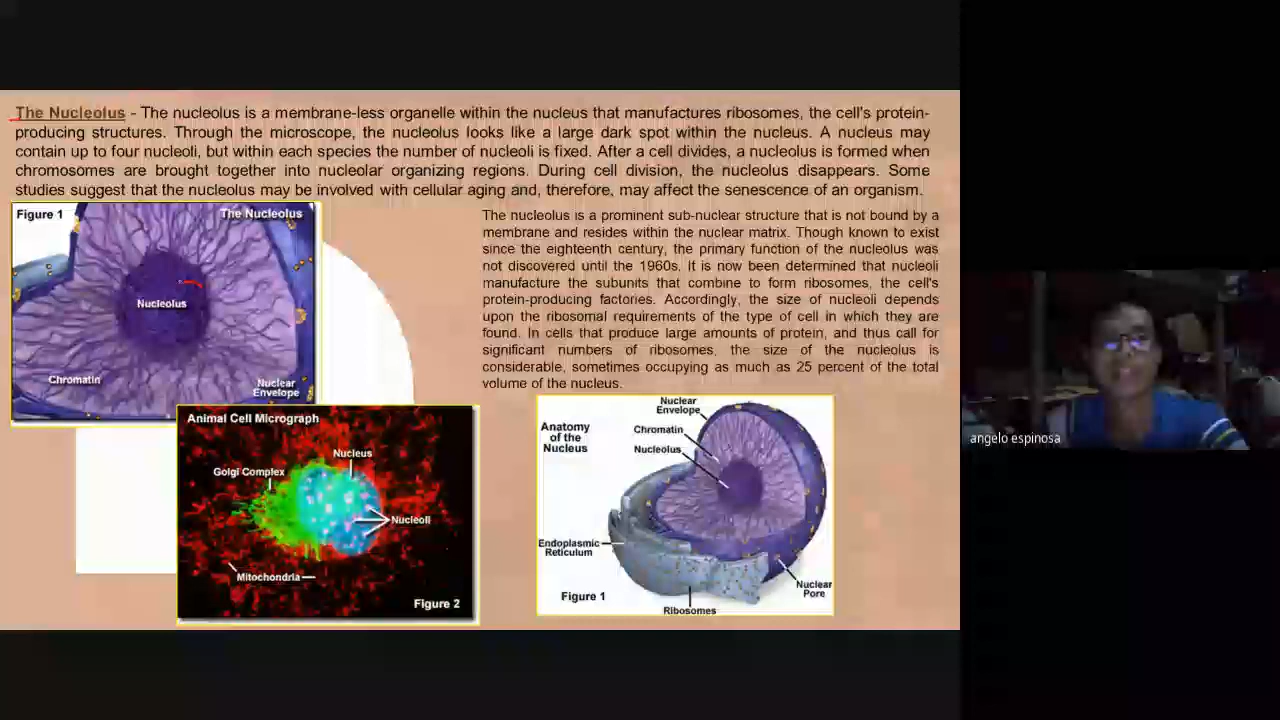 The Nucleolus - The nucleolus is a membrane-less organelle within the nucleus that manufactures ribosomes, the cell's protein-
producing structures. Through the microscope, the nucleolus looks like a large dark spot within the nucleus. A nucleus may
contain up to four nucleoli, but within each species the number of nucleoli is fixed. After a cell divides, a nucleolus is formed when
chromosomes are brought together into nucleolar organizing regions. During cell division, the nucleolus disappears. Some
studies suggest that the nucleolus may be involved with cellular aging and, therefore, may affect the senescence of an organism.
Figure 1
The Nucleolus
Nucleolus
Chromatin
Nuclear
Envelope
The nucleolus is a prominent sub-nuclear structure that is not bound by a
membrane and resides within the nuclear matrix. Though known to exist
since the eighteenth century, the primary function of the nucleolus was
not discovered until the 1960s. It is now been determined that nucleoli
manufacture the subunits that combine to form ribosomes, the cell's
protein-producing factories. Accordingly, the size of nucleoli depends
upon the ribosomal requirements of the type of cell in which they are
found. In cells that produce large amounts of protein, and thus call for
significant numbers of ribosomes, the size of the nucleolus is
considerable, sometimes occupying as much as 25 percent of the total
volume of the nucleus.
Animal Cell Micrograph
Nucleus
Golgi Complex
Nucleoli
Mitochondria
Figure 2
Anatomy
of the
Nucleus
Nuclear
Envelope
Chromatin
Nucleolus
Endoplasmic
Reticulum
Nuclear
Pore
Figure 1
Ribosomes
angelo espinosa